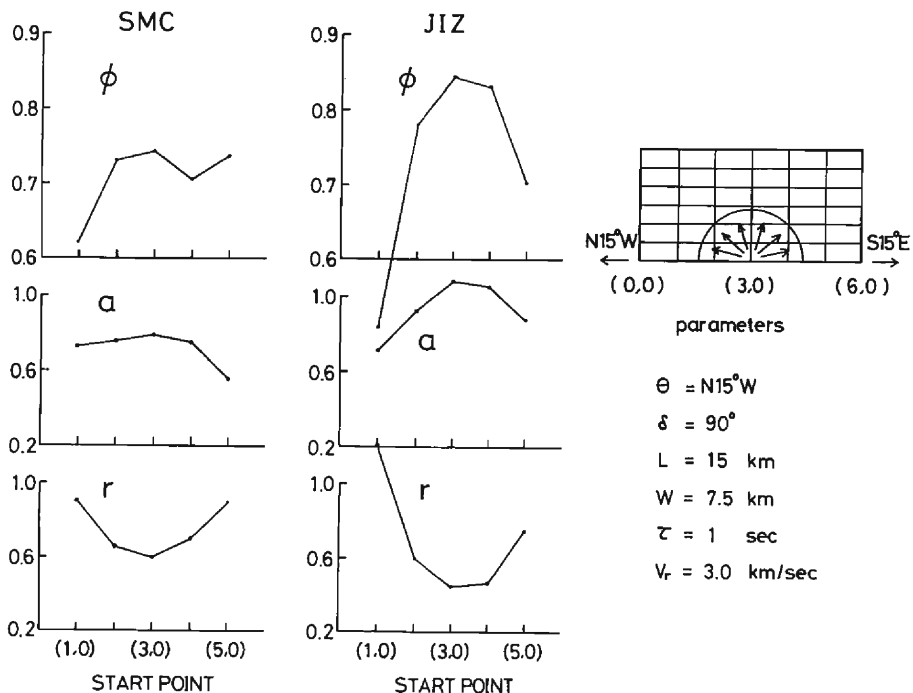 SMC
0.9
ϕ
0.8
0.7
0.6
1.0
a
0.6
0.2
1.0
r
0.6
0.2
(1.0) (3.0) (5.0)
START POINT
JIZ
0.9
ϕ
0.8
0.7
0.6
1.0
a
0.6
0.2
r
1.0
0.6
0.2
(1.0) (3.0) (5.0)
START POINT
N15°W S15°E
(0,0) (3.0) (6.0)
parameters
θ = N15°W
δ = 90°
L = 15 km
W = 7.5 km
τ = 1 sec
Vr = 3.0 km/sec